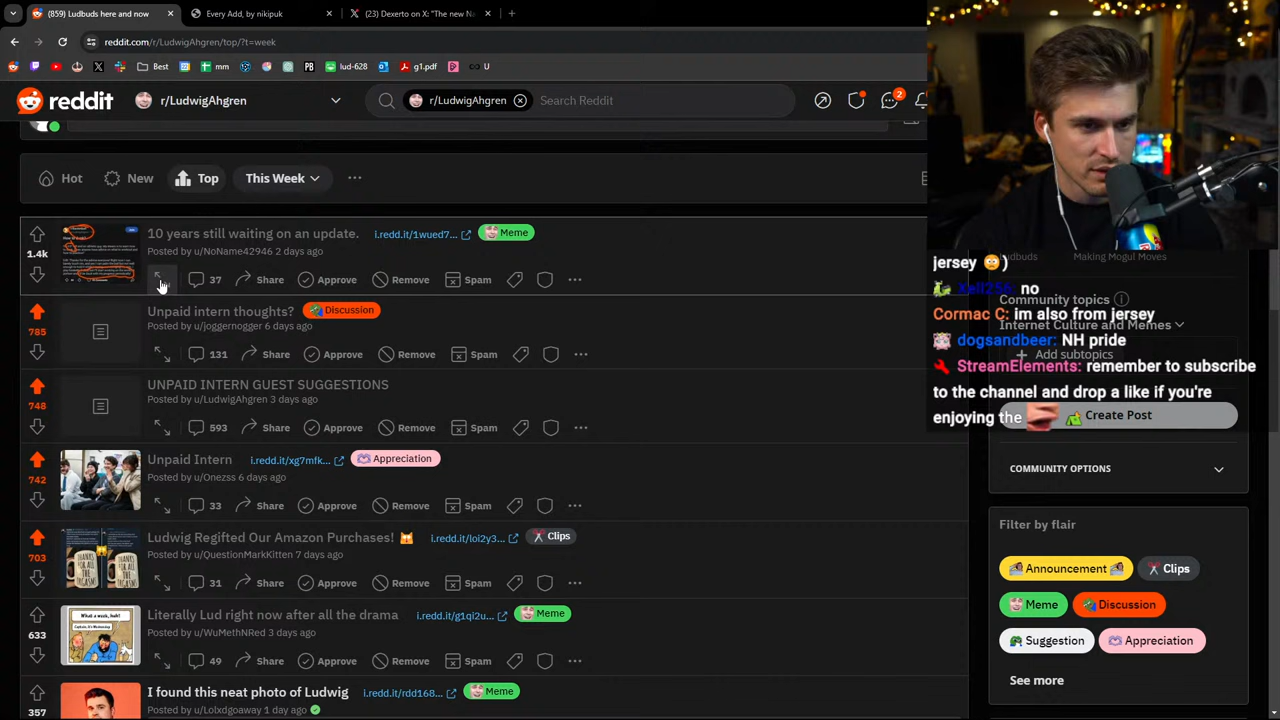 (859) Ludbuds here and now
Every Add, by nikipuk
(23) Dexerto on X: "The new Na
reddit.com/r/LudwigAhgren/top/?t=week
Best
mm
PB
lud-628
g1.pdf
U
reddit
r/LudwigAhgren
r/LudwigAhgren
Search Reddit
2
Hot
New
Top
This Week
1.4k
10 years still waiting on an update.
i.redd.it/1wued7...
Meme
Posted by u/NoName22946 2 days ago
37
Share
Approve
Remove
Spam
785
Unpaid intern thoughts?
Discussion
Posted by u/joggernogger 6 days ago
131
Share
Approve
Remove
Spam
748
UNPAID INTERN GUEST SUGGESTIONS
Posted by u/LudwigAhgren 3 days ago
593
Share
Approve
Remove
Spam
742
Unpaid Intern
i.redd.it/xg7mfk...
Appreciation
Posted by u/Onezss 6 days ago
33
Share
Approve
Remove
Spam
703
Ludwig Regifted Our Amazon Purchases!
i.redd.it/loi2y3...
Clips
Posted by u/QuestionMarkKitten 7 days ago
31
Share
Approve
Remove
Spam
633
Literally Lud right now after all the drama
i.redd.it/g1qi2u...
Meme
Posted by u/WuMethNRed 3 days ago
49
Share
Approve
Remove
Spam
357
I found this neat photo of Ludwig
i.redd.it/rdd168...
Meme
Posted by u/Lolxdgoaway 1 day ago
udbuds
Making Mogul Moves
jersey )
Xell256: no
Cormac C: im also from jersey
dogsandbeer: NH pride
StreamElements: remember to subscribe
to the channel and drop a like if you're
enjoying the
Community topics
Internet Culture and Memes
Add subtopics
Create Post
COMMUNITY OPTIONS
Filter by flair
Announcement
Clips
Meme
Discussion
Suggestion
Appreciation
See more